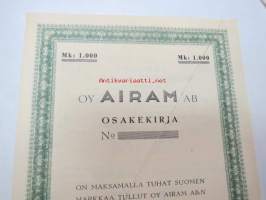 Mk: 1.000 Mk: 1.000
OY AIRAM AB
OSAKEKIRJA
No
Antikvariaatti.net
ON MAKSAMALLA TUHAT SUOMEN
MARKKAA TULLUT OY AIRAM AB:N